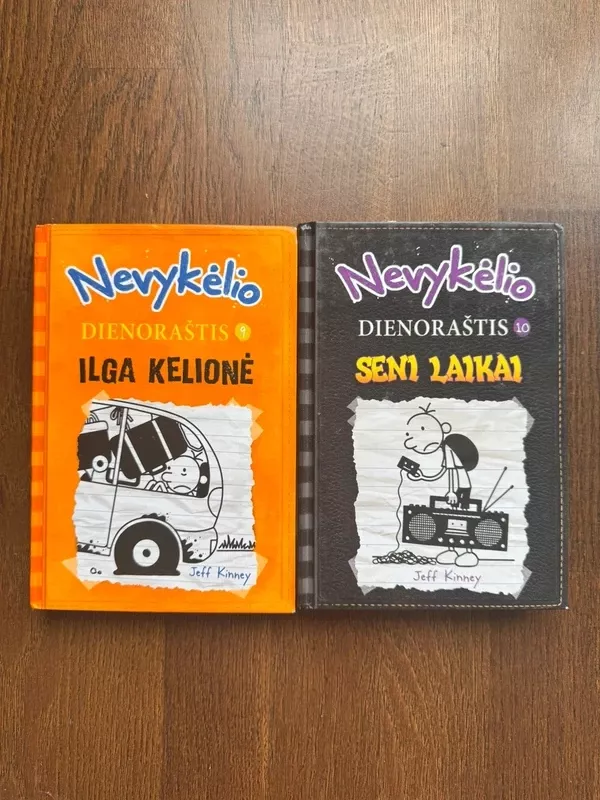 Nevykėlio
DIENORAŠTIS 9
ILGA KELIONĖ
Jeff Kinney
Nevykėlio
DIENORAŠTIS 10
SENI LAIKAI
Jeff Kinney